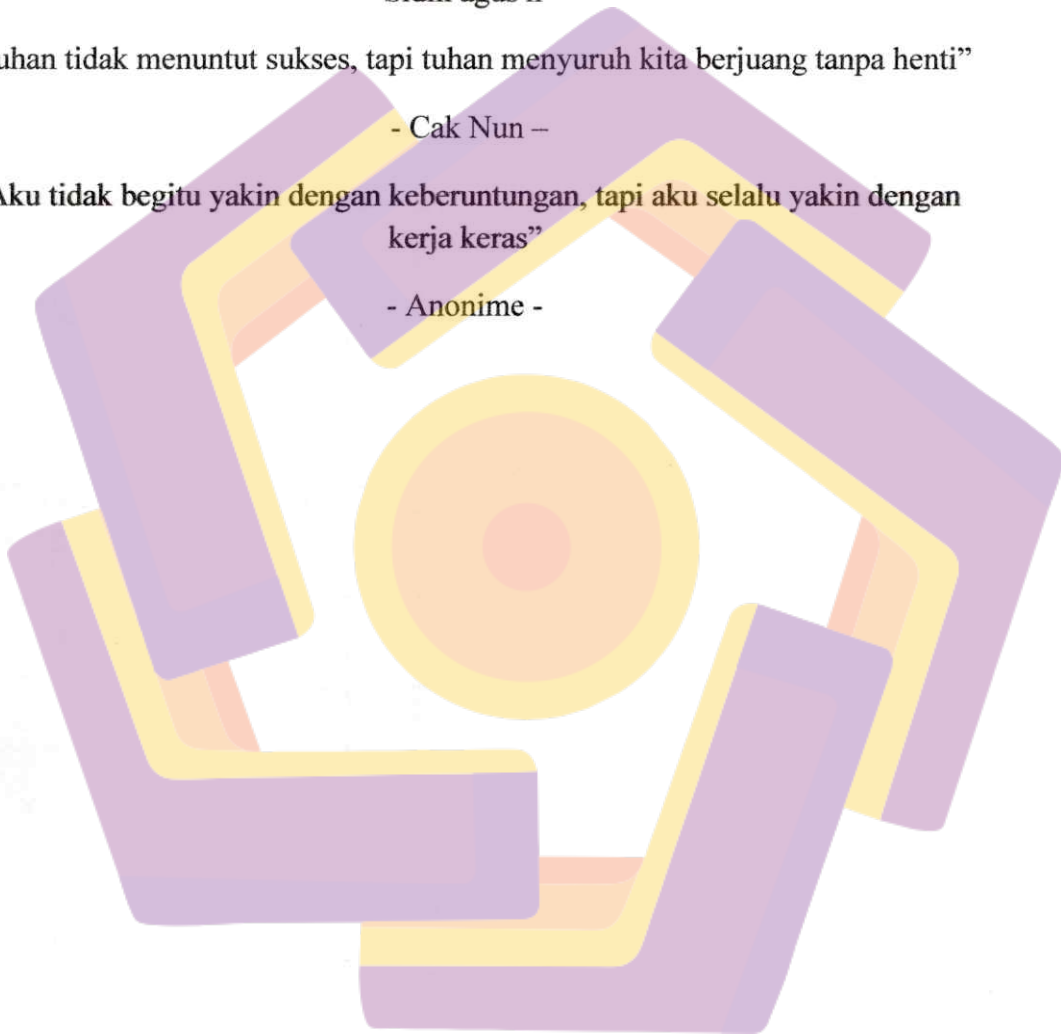 uhan tidak menuntut sukses, tapi tuhan menyuruh kita berjuang tanpa henti”
- Cak Nun –
Aku tidak begitu yakin dengan keberuntungan, tapi aku selalu yakin dengan
kerja keras”
- Anonime -